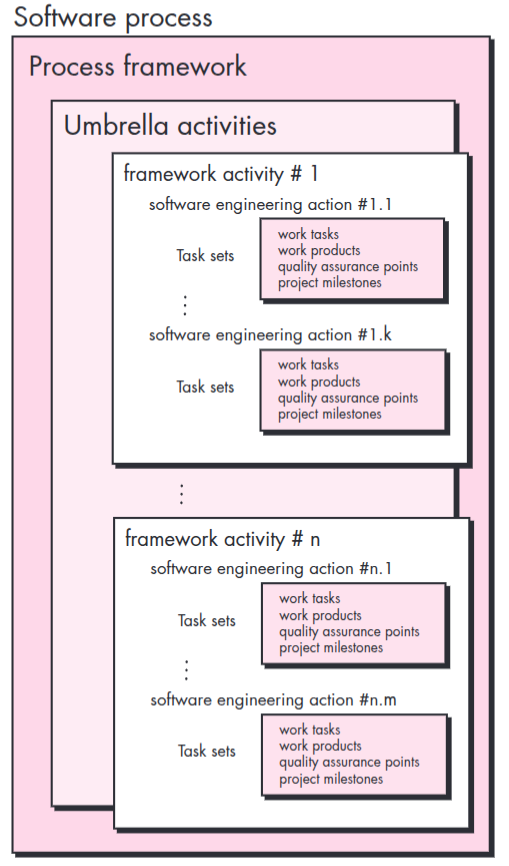 Software process
Process framework
Umbrella activities
framework activity # 1
software engineering action #1.1
Task sets
work tasks
work products
quality assurance points
project milestones
software engineering action #1.k
Task sets
work tasks
work products
quality assurance points
project milestones
framework activity # n
software engineering action #n.1
Task sets
work tasks
work products
quality assurance points
project milestones
software engineering action #n.m
Task sets
work tasks
work products
quality assurance points
project milestones